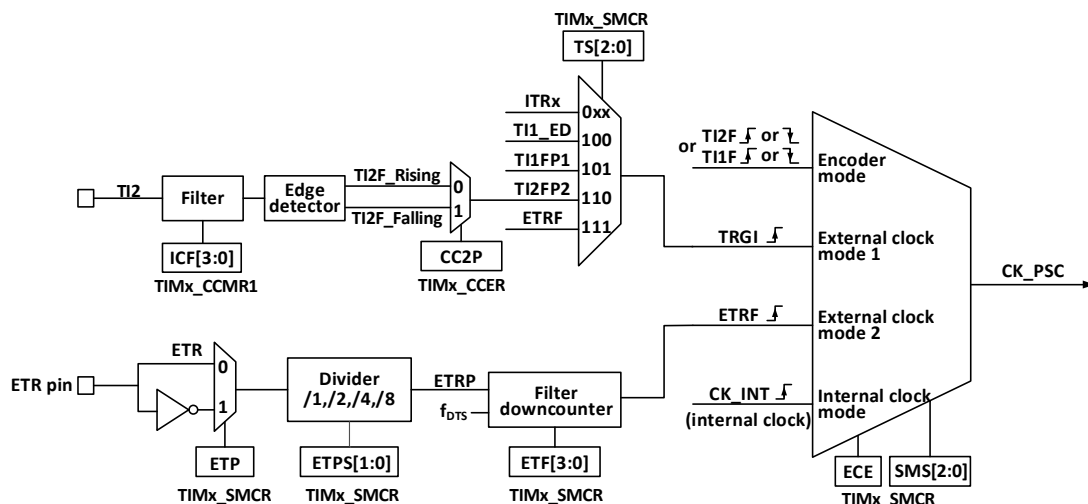 TIMx_SMCR
TS[2:0]
ITRx
0xx
TI1_ED
100
TI1FP1
101
TI2FP2
110
ETRF
111
TI2
Filter
Edge
detector
TI2F_Rising
TI2F_Falling
0
1
ICF[3:0]
TIMx_CCMR1
CC2P
TIMx_CCER
or TI2F or
TI1F or
Encoder
mode
TRGI
External clock
mode 1
CK_PSC
ETRF
External clock
mode 2
CK_INT
(internal clock)
Internal clock
mode
ECE
SMS[2:0]
TIMx_SMCR
ETR pin
ETR
0
1
Divider
/1,/2,/4,/8
ETRP
fDTS
Filter
downcounter
ETP
TIMx_SMCR
ETPS[1:0]
TIMx_SMCR
ETF[3:0]
TIMx_SMCR